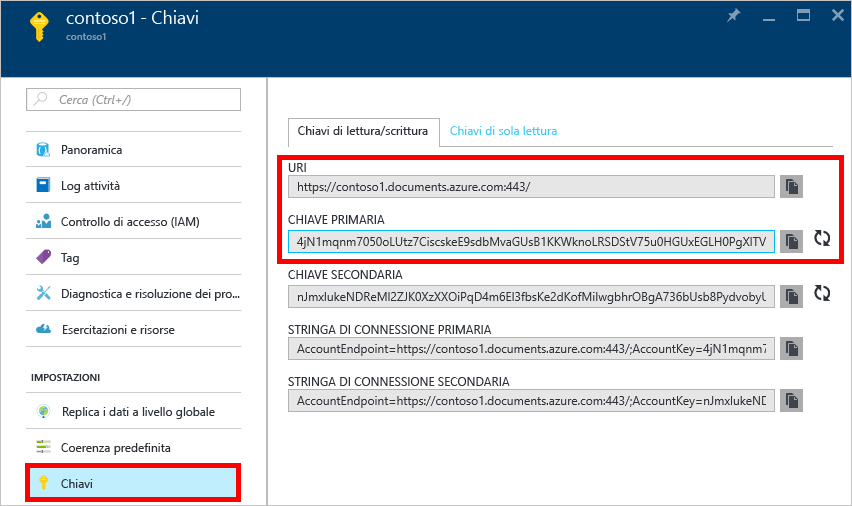 contoso1 - Chiavi
contoso1
Cerca (Ctrl+/)
Panoramica
Log attività
Controllo di accesso (IAM)
Tag
Diagnostica e risoluzione dei pro...
Esercitazioni e risorse
IMPOSTAZIONI
Replica i dati a livello globale
Coerenza predefinita
Chiavi
Chiavi di lettura/scrittura
Chiavi di sola lettura
URI
https://contoso1.documents.azure.com:443/
CHIAVE PRIMARIA
4jN1mqnm7050oLUtz7CiscskeE9sdbMvaGUsB1KKWknoLRSDStV75u0HGUxEGLH0PgXlTV
CHIAVE SECONDARIA
nJmxlukeNDReMI2ZJK0XzXXOiPqD4m6EI3fbsKe2dKofMilwgbhrOBgA736bUsb8PydvobyU
STRINGA DI CONNESSIONE PRIMARIA
AccountEndpoint=https://contoso1.documents.azure.com:443/;AccountKey=4jN1mqnm7
STRINGA DI CONNESSIONE SECONDARIA
AccountEndpoint=https://contoso1.documents.azure.com:443/;AccountKey=nJmxlukeND